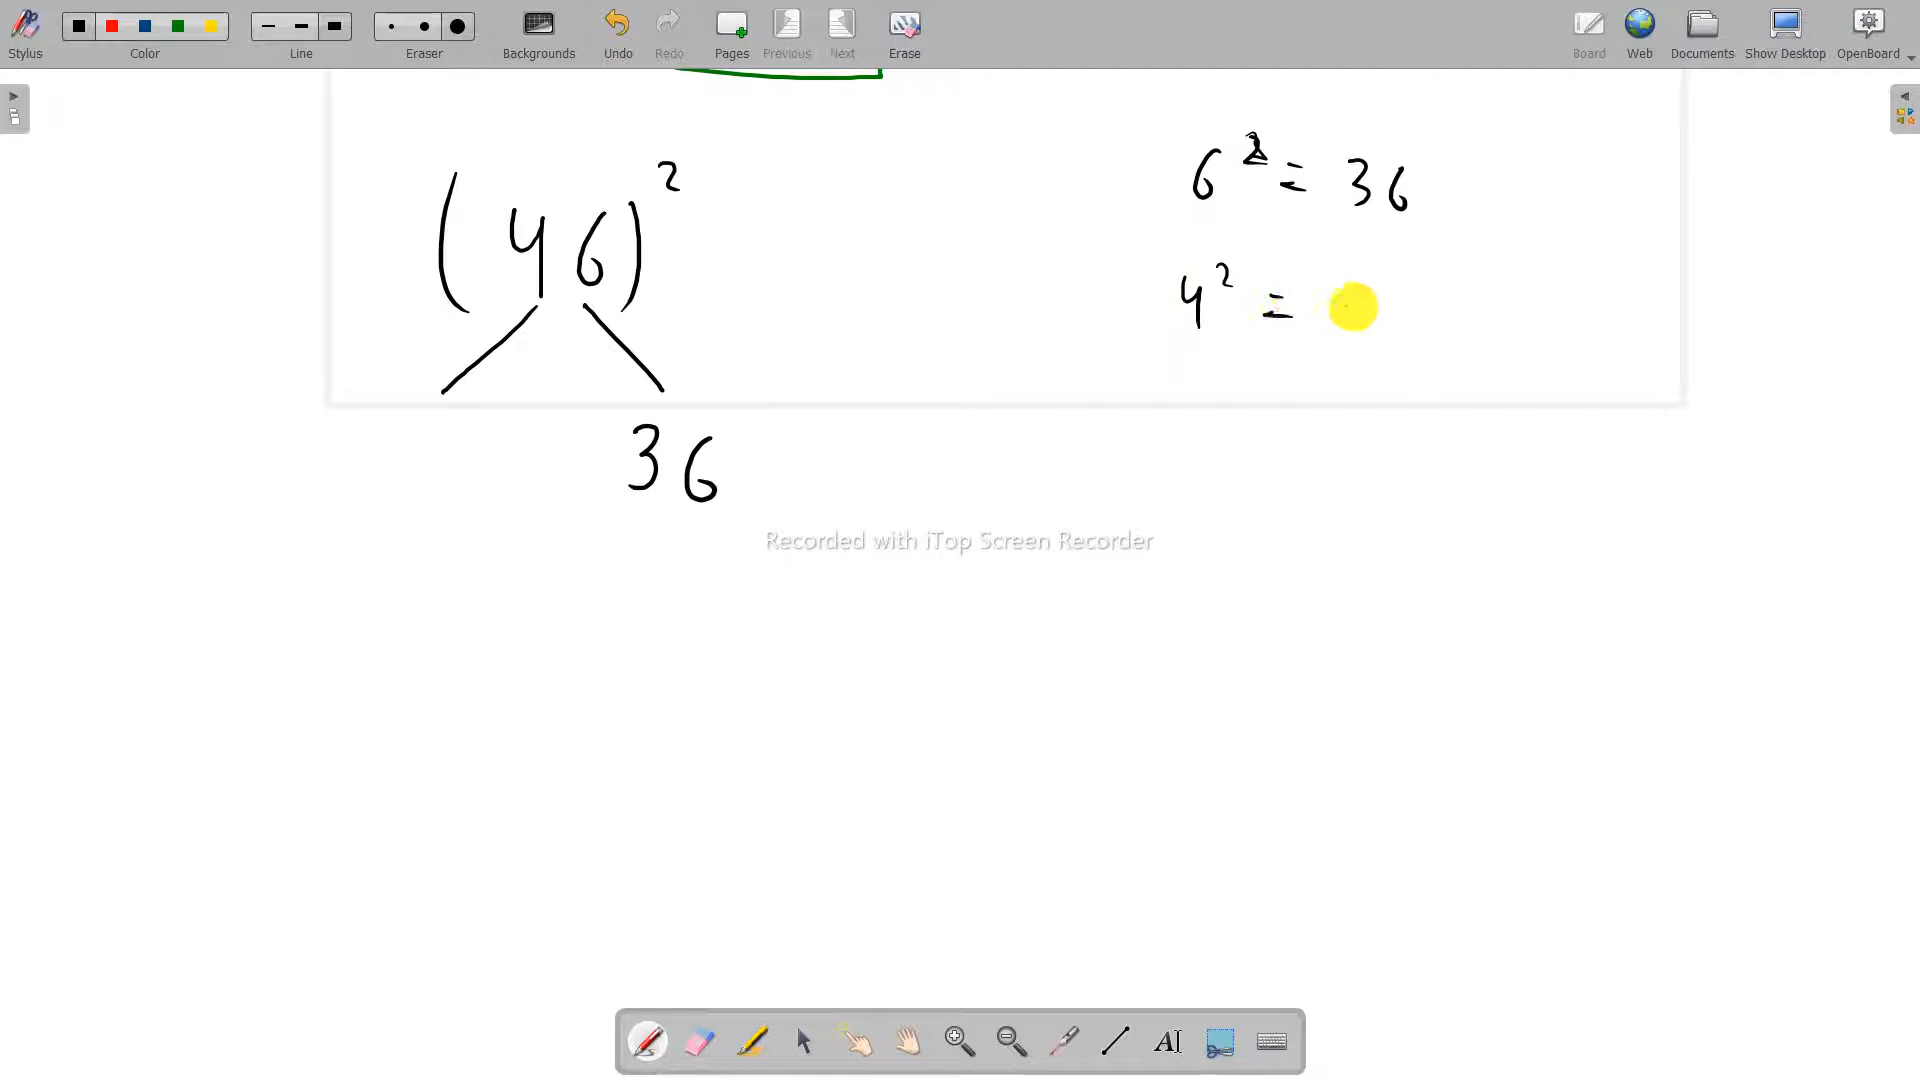 Stylus Color Line Eraser Backgrounds Undo Redo Pages Previous Next Erase Board Web Documents Show Desktop OpenBoard
(46)² 6² = 36
4² =
36
Recorded with iTop Screen Recorder
A